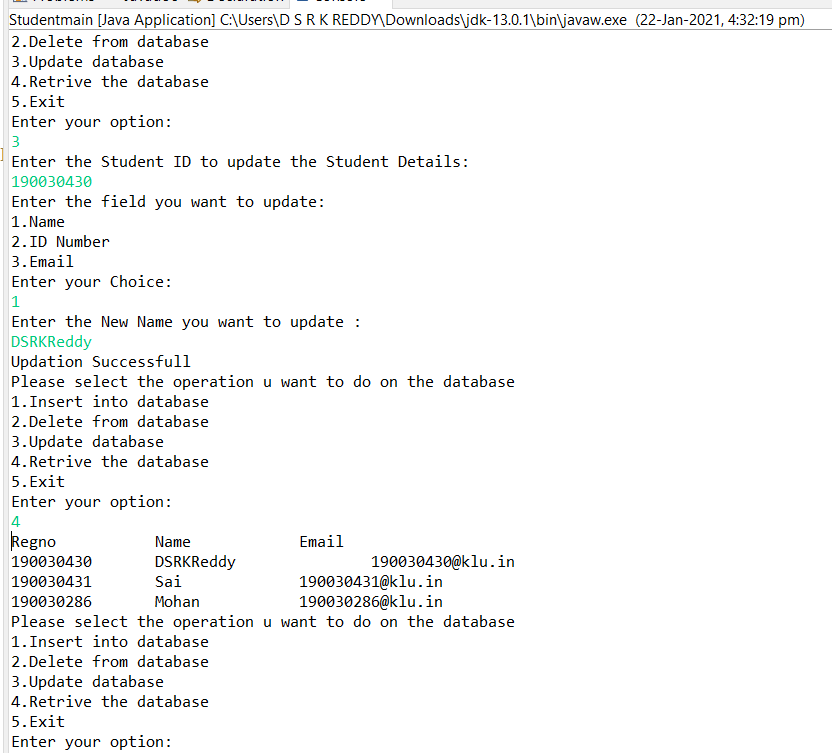 Studentmain [Java Application] C:\Users\D S R K REDDY\Downloads\jdk-13.0.1\bin\javaw.exe (22-Jan-2021, 4:32:19 pm)
2.Delete from database
3.Update database
4.Retrive the database
5.Exit
Enter your option:
3
Enter the Student ID to update the Student Details:
190030430
Enter the field you want to update:
1.Name
2.ID Number
3.Email
Enter your Choice:
1
Enter the New Name you want to update :
DSRKReddy
Updation Successfull
Please select the operation u want to do on the database
1.Insert into database
2.Delete from database
3.Update database
4.Retrive the database
5.Exit
Enter your option:
4
Regno Name Email
190030430 DSRKReddy 190030430@klu.in
190030431 Sai 190030431@klu.in
190030286 Mohan 190030286@klu.in
Please select the operation u want to do on the database
1.Insert into database
2.Delete from database
3.Update database
4.Retrive the database
5.Exit
Enter your option: